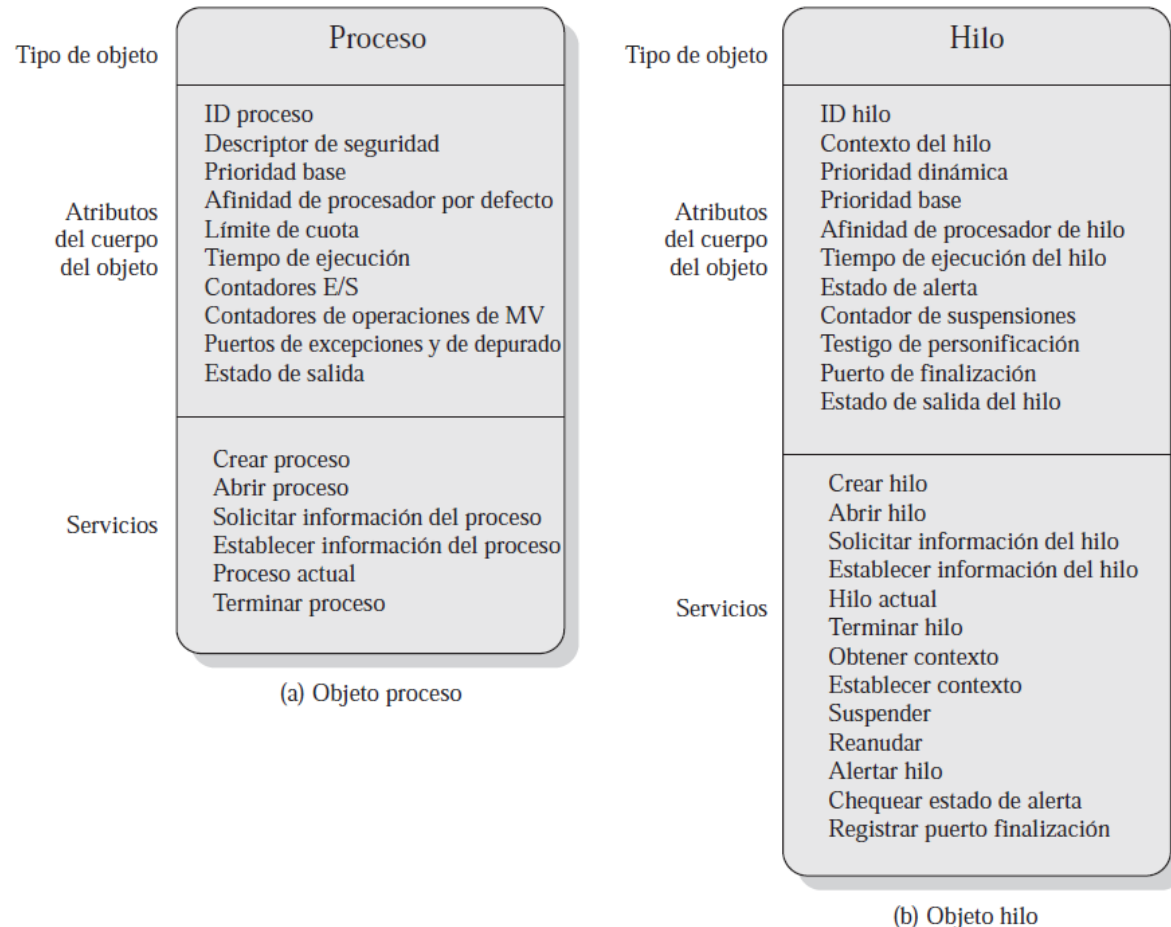 Tipo de objeto
Proceso
Atributos
del cuerpo
del objeto
ID proceso
Descriptor de seguridad
Prioridad base
Afinidad de procesador por defecto
Límite de cuota
Tiempo de ejecución
Contadores E/S
Contadores de operaciones de MV
Puertos de excepciones y de depurado
Estado de salida
Servicios
Crear proceso
Abrir proceso
Solicitar información del proceso
Establecer información del proceso
Proceso actual
Terminar proceso
(a) Objeto proceso
Tipo de objeto
Hilo
Atributos
del cuerpo
del objeto
ID hilo
Contexto del hilo
Prioridad dinámica
Prioridad base
Afinidad de procesador de hilo
Tiempo de ejecución del hilo
Estado de alerta
Contador de suspensiones
Testigo de personificación
Puerto de finalización
Estado de salida del hilo
Servicios
Crear hilo
Abrir hilo
Solicitar información del hilo
Establecer información del hilo
Hilo actual
Terminar hilo
Obtener contexto
Establecer contexto
Suspender
Reanudar
Alertar hilo
Chequear estado de alerta
Registrar puerto finalización
(b) Objeto hilo